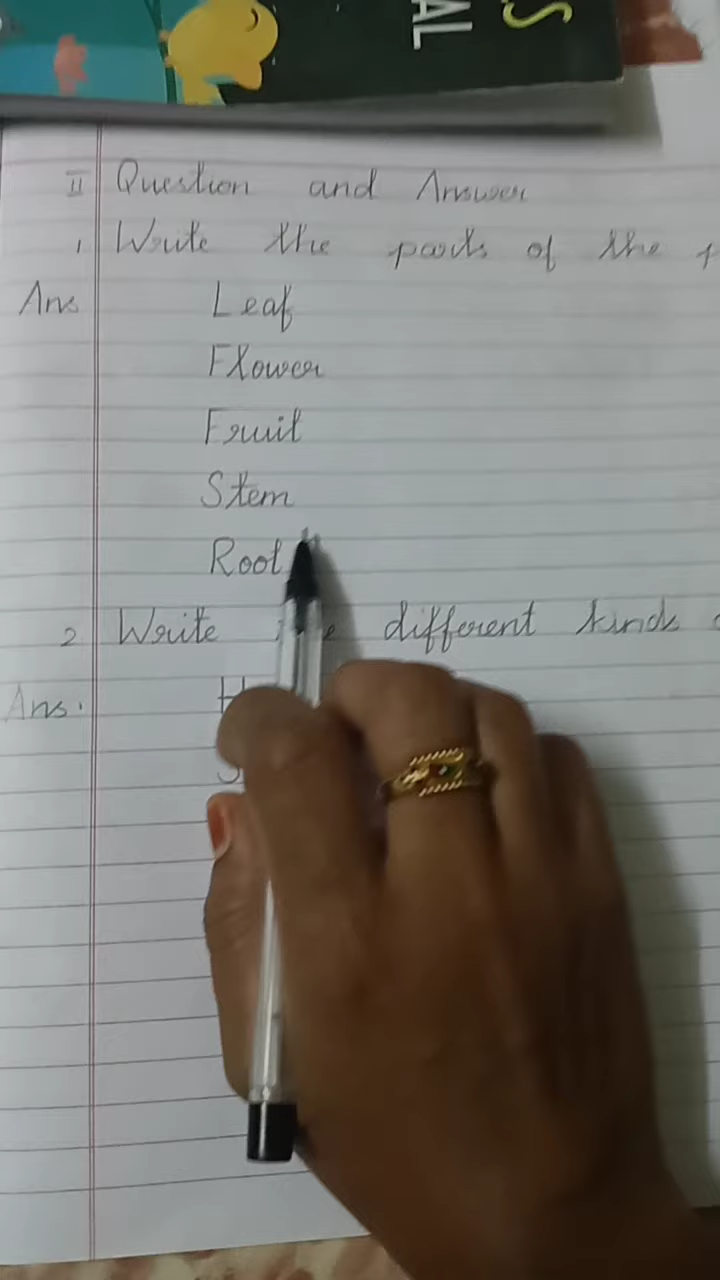 AL
S
II Question and Answer
1 Write the parts of the
Ans Leaf
Flower
Fruit
Stem
Root
2 Write the different kinds
Ans.